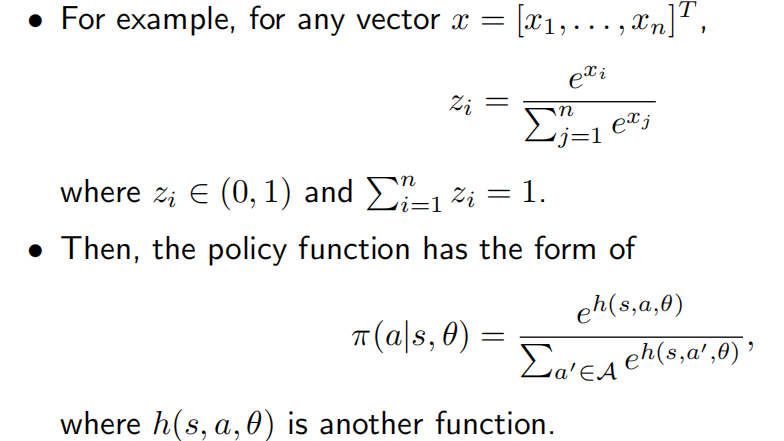 • For example, for any vector $x = [x_1, \ldots, x_n]^T$,
$z_i = \frac{e^{x_i}}{\sum_{j=1}^{n} e^{x_j}}$
where $z_i \in (0, 1)$ and $\sum_{i=1}^{n} z_i = 1$.
• Then, the policy function has the form of
$\pi(a|s, \theta) = \frac{e^{h(s,a,\theta)}}{\sum_{a' \in \mathcal{A}} e^{h(s,a',\theta)}},$
where $h(s, a, \theta)$ is another function.